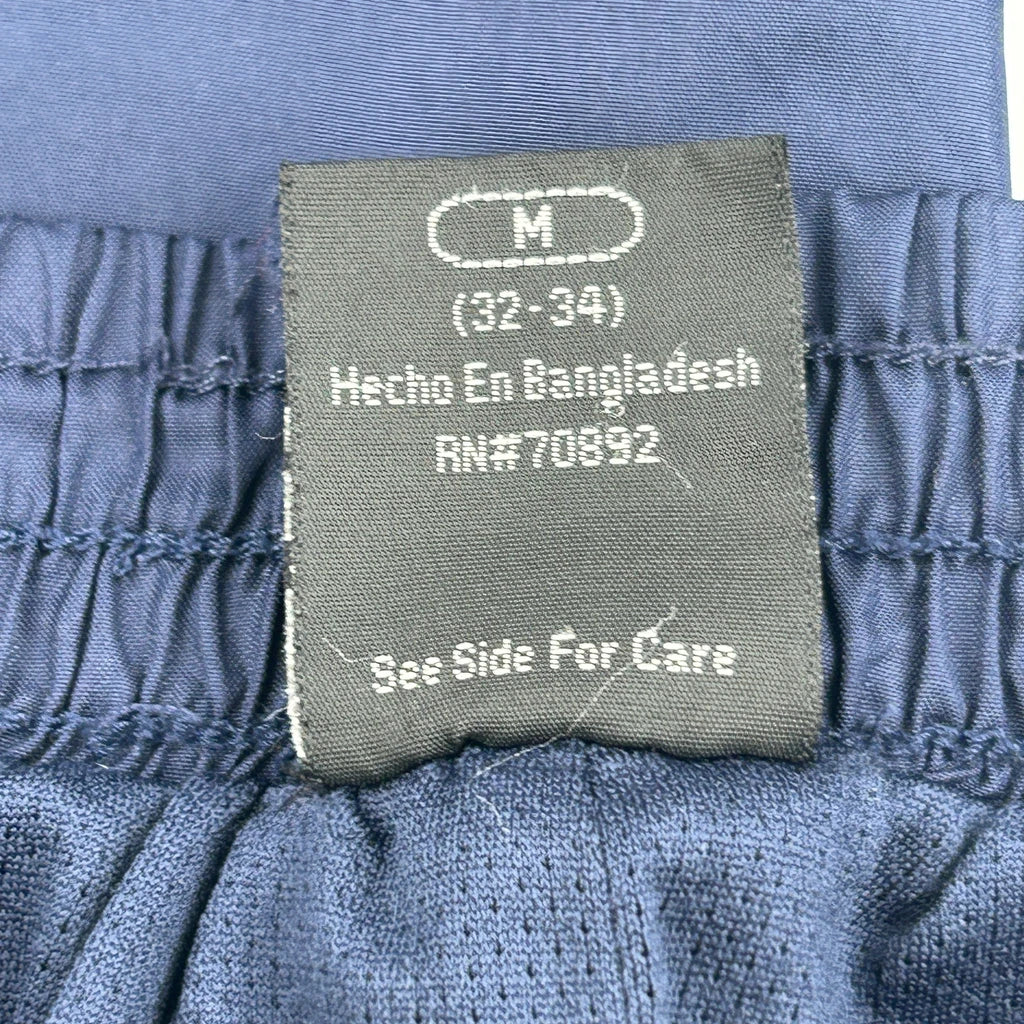 M
(32-34)
Hecho En Bangladesh
RN#70892
See Side For Care